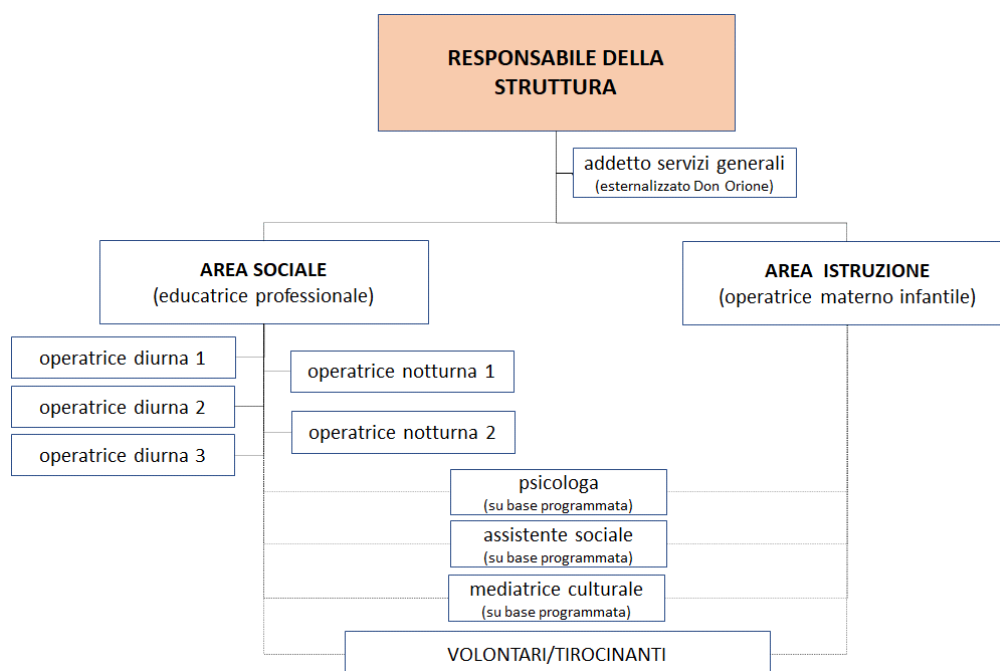 RESPONSABILE DELLA
STRUTTURA
addetto servizi generali
(esternalizzato Don Orione)
AREA SOCIALE
(educatrice professionale)
AREA ISTRUZIONE
(operatrice materno infantile)
operatrice diurna 1
operatrice notturna 1
operatrice diurna 2
operatrice notturna 2
operatrice diurna 3
psicologa
(su base programmata)
assistente sociale
(su base programmata)
mediatrice culturale
(su base programmata)
VOLONTARI/TIROCINANTI